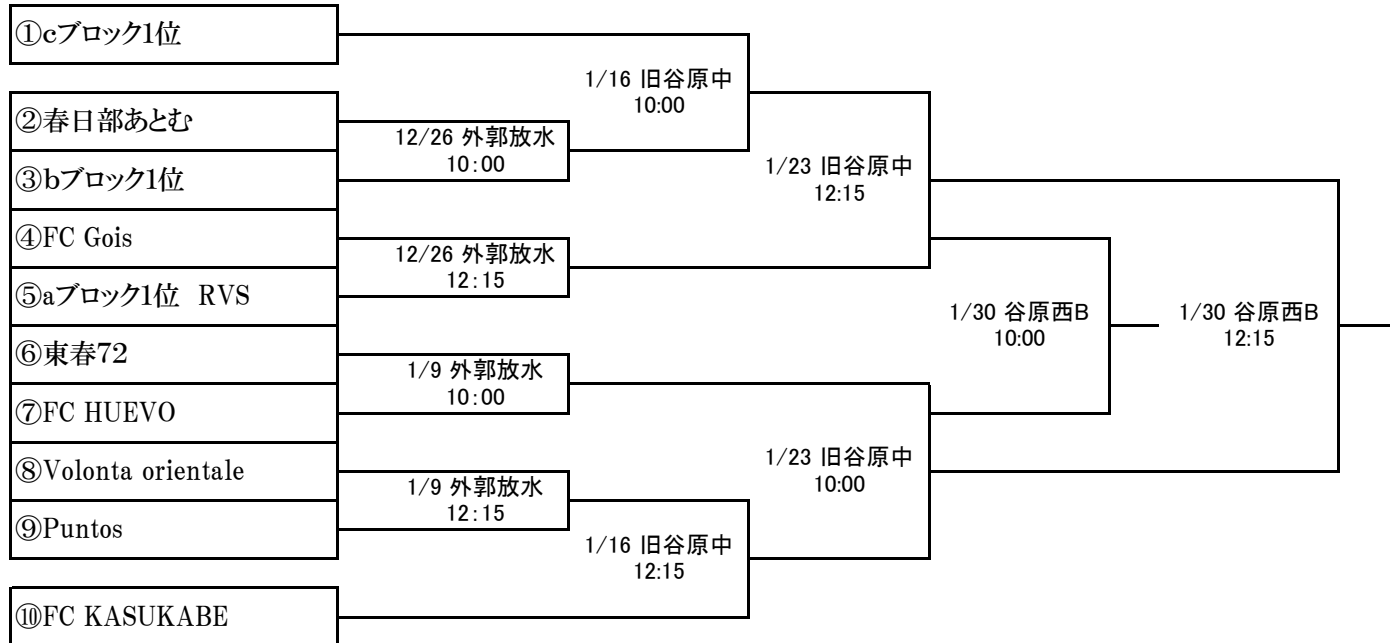 ①cブロック1位
1/16 旧谷原中
10:00
②春日部あとむ
12/26 外郭放水
10:00
③bブロック1位
1/23 旧谷原中
12:15
④FC Gois
12/26 外郭放水
12:15
⑤aブロック1位 RVS
1/30 谷原西B
10:00
1/30 谷原西B
12:15
⑥東春72
1/9 外郭放水
10:00
⑦FC HUEVO
⑧Volonta orientale
1/23 旧谷原中
10:00
1/9 外郭放水
12:15
⑨Puntos
1/16 旧谷原中
12:15
⑩FC KASUKABE